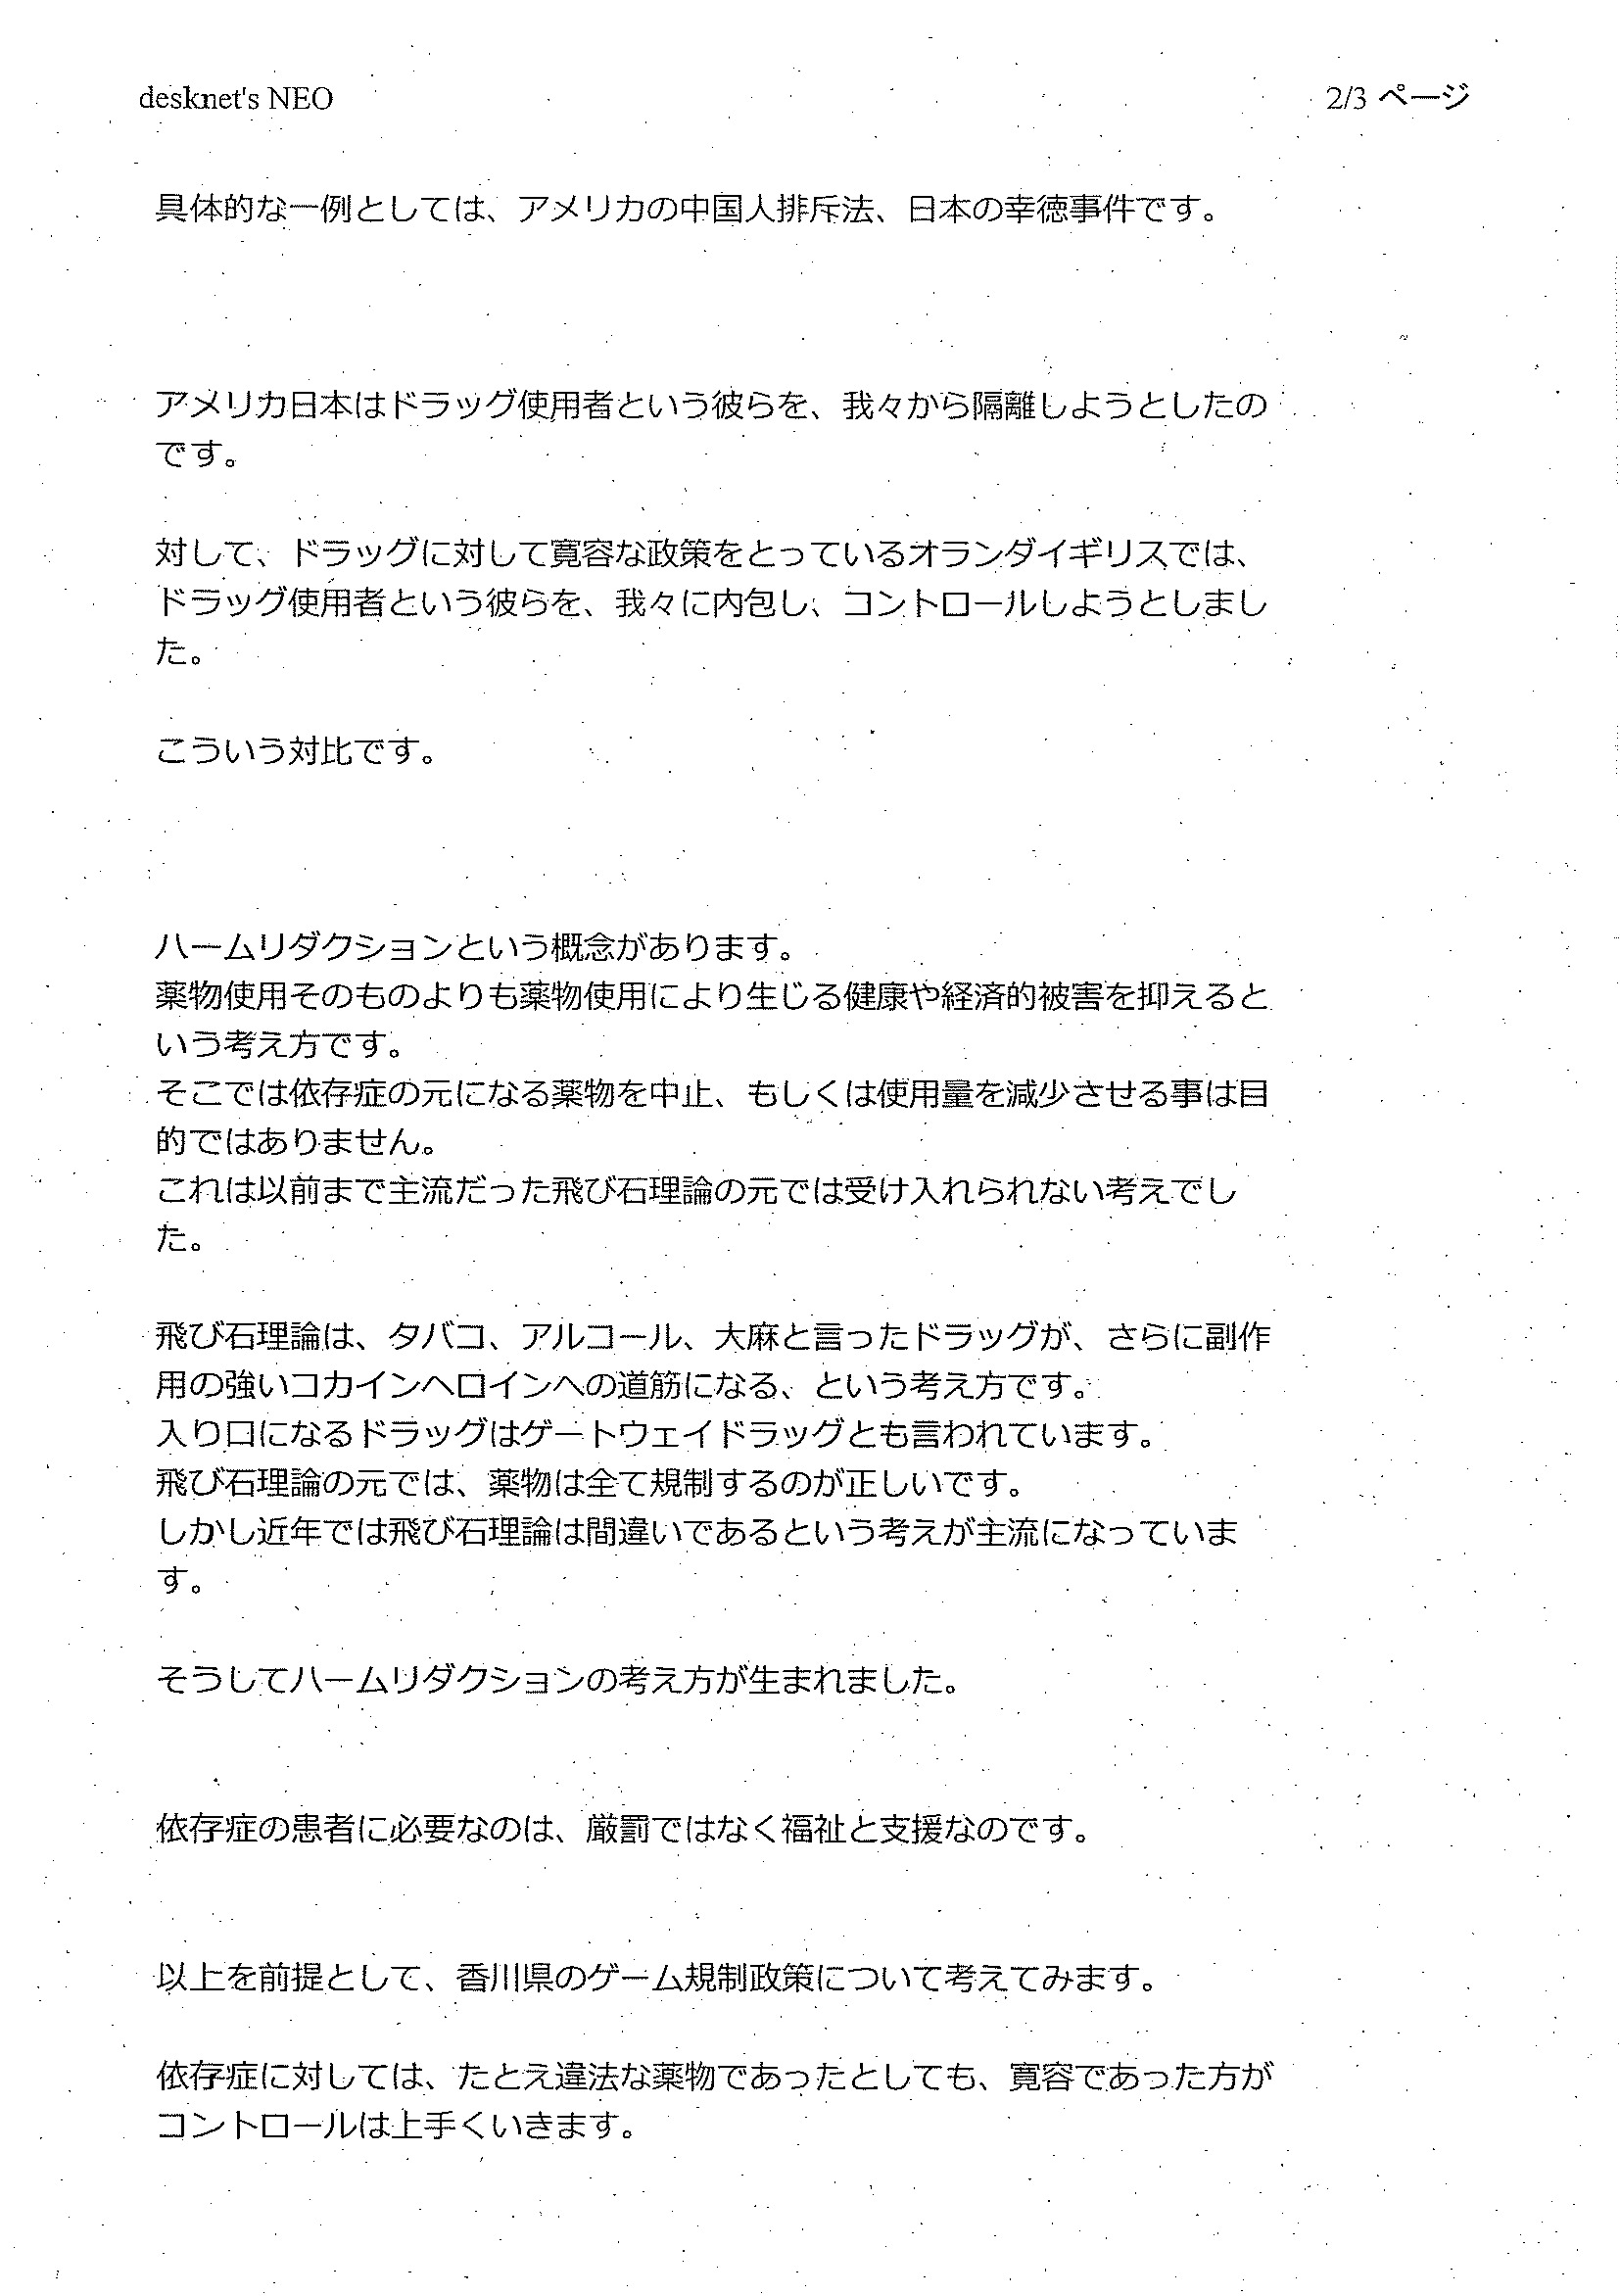 desknet's NEO
2/3 ページ
具体的な一例としては、アメリカの中国人排斥法、日本の幸徳事件です。
アメリカ日本はドラッグ使用者という彼らを、我々から隔離しようとしたの
です。
対して、ドラッグに対して寛容な政策をとっているオランダイギリスでは、
ドラッグ使用者という彼らを、我々に内包し、コントロールしようとしまし
た。
こういう対比です。
ハームリダクションという概念があります。
薬物使用そのものよりも薬物使用により生じる健康や経済的被害を抑えると
いう考え方です。
そこでは依存症の元になる薬物を中止、もしくは使用量を減少させる事は目
的ではありません。
これは以前まで主流だった飛び石理論の元では受け入れられない考えでし
た。
飛び石理論は、タバコ、アルコール、大麻と言ったドラッグが、さらに副作
用の強いコカインヘロインへの道筋になる、という考え方です。
入り口になるドラッグはゲートウェイドラッグとも言われています。
飛び石理論の元では、薬物は全て規制するのが正しいです。
しかし近年では飛び石理論は間違いであるという考えが主流になっていま
す。
そうしてハームリダクションの考え方が生まれました。
依存症の患者に必要なのは、厳罰ではなく福祉と支援なのです。
以上を前提として、香川県のゲーム規制政策について考えてみます。
依存症に対しては、たとえ違法な薬物であったとしても、寛容であった方が
コントロールは上手くいきます。